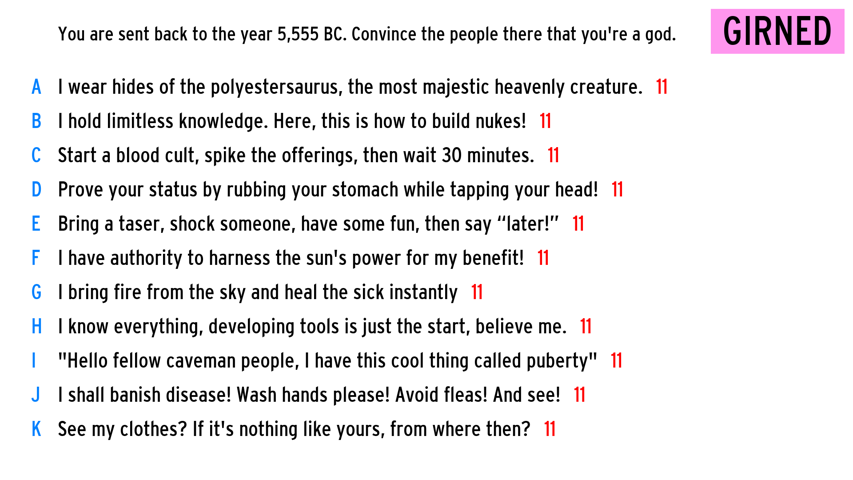 You are sent back to the year 5,555 BC. Convince the people there that you're a god.
GIRNED
A I wear hides of the polyestersaurus, the most majestic heavenly creature. 11
B I hold limitless knowledge. Here, this is how to build nukes! 11
C Start a blood cult, spike the offerings, then wait 30 minutes. 11
D Prove your status by rubbing your stomach while tapping your head! 11
E Bring a taser, shock someone, have some fun, then say “later!” 11
F I have authority to harness the sun's power for my benefit! 11
G I bring fire from the sky and heal the sick instantly 11
H I know everything, developing tools is just the start, believe me. 11
I "Hello fellow caveman people, I have this cool thing called puberty" 11
J I shall banish disease! Wash hands please! Avoid fleas! And see! 11
K See my clothes? If it's nothing like yours, from where then? 11